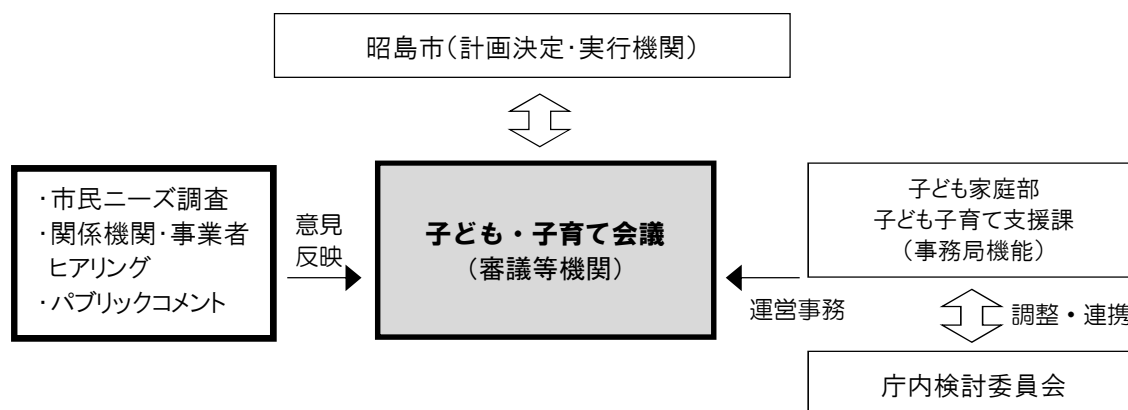 昭島市（計画決定・実行機関）
・市民ニーズ調査
・関係機関・事業者
ヒアリング
・パブリックコメント
意見
反映
子ども・子育て会議
（審議等機関）
運営事務
子ども家庭部
子ども子育て支援課
（事務局機能）
調整・連携
庁内検討委員会